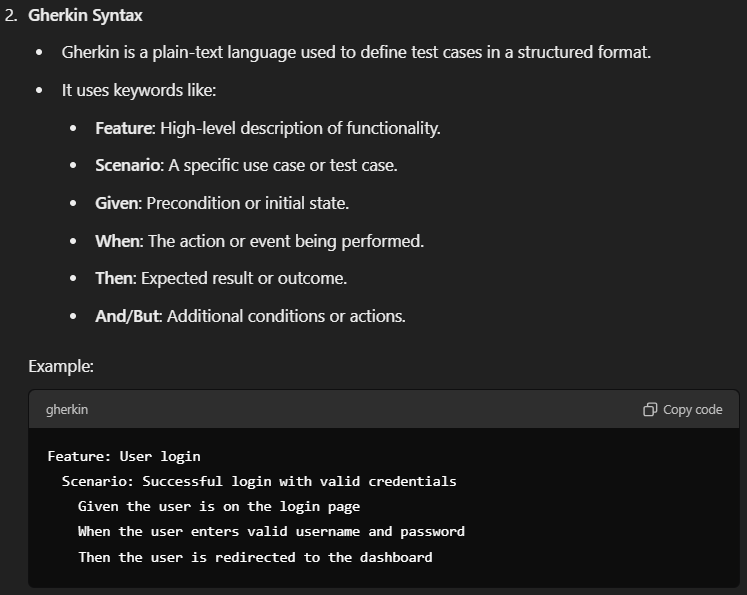 2. Gherkin Syntax
• Gherkin is a plain-text language used to define test cases in a structured format.
• It uses keywords like:
• Feature: High-level description of functionality.
• Scenario: A specific use case or test case.
• Given: Precondition or initial state.
• When: The action or event being performed.
• Then: Expected result or outcome.
• And/But: Additional conditions or actions.
Example:
gherkin Copy code
Feature: User login
  Scenario: Successful login with valid credentials
    Given the user is on the login page
    When the user enters valid username and password
    Then the user is redirected to the dashboard